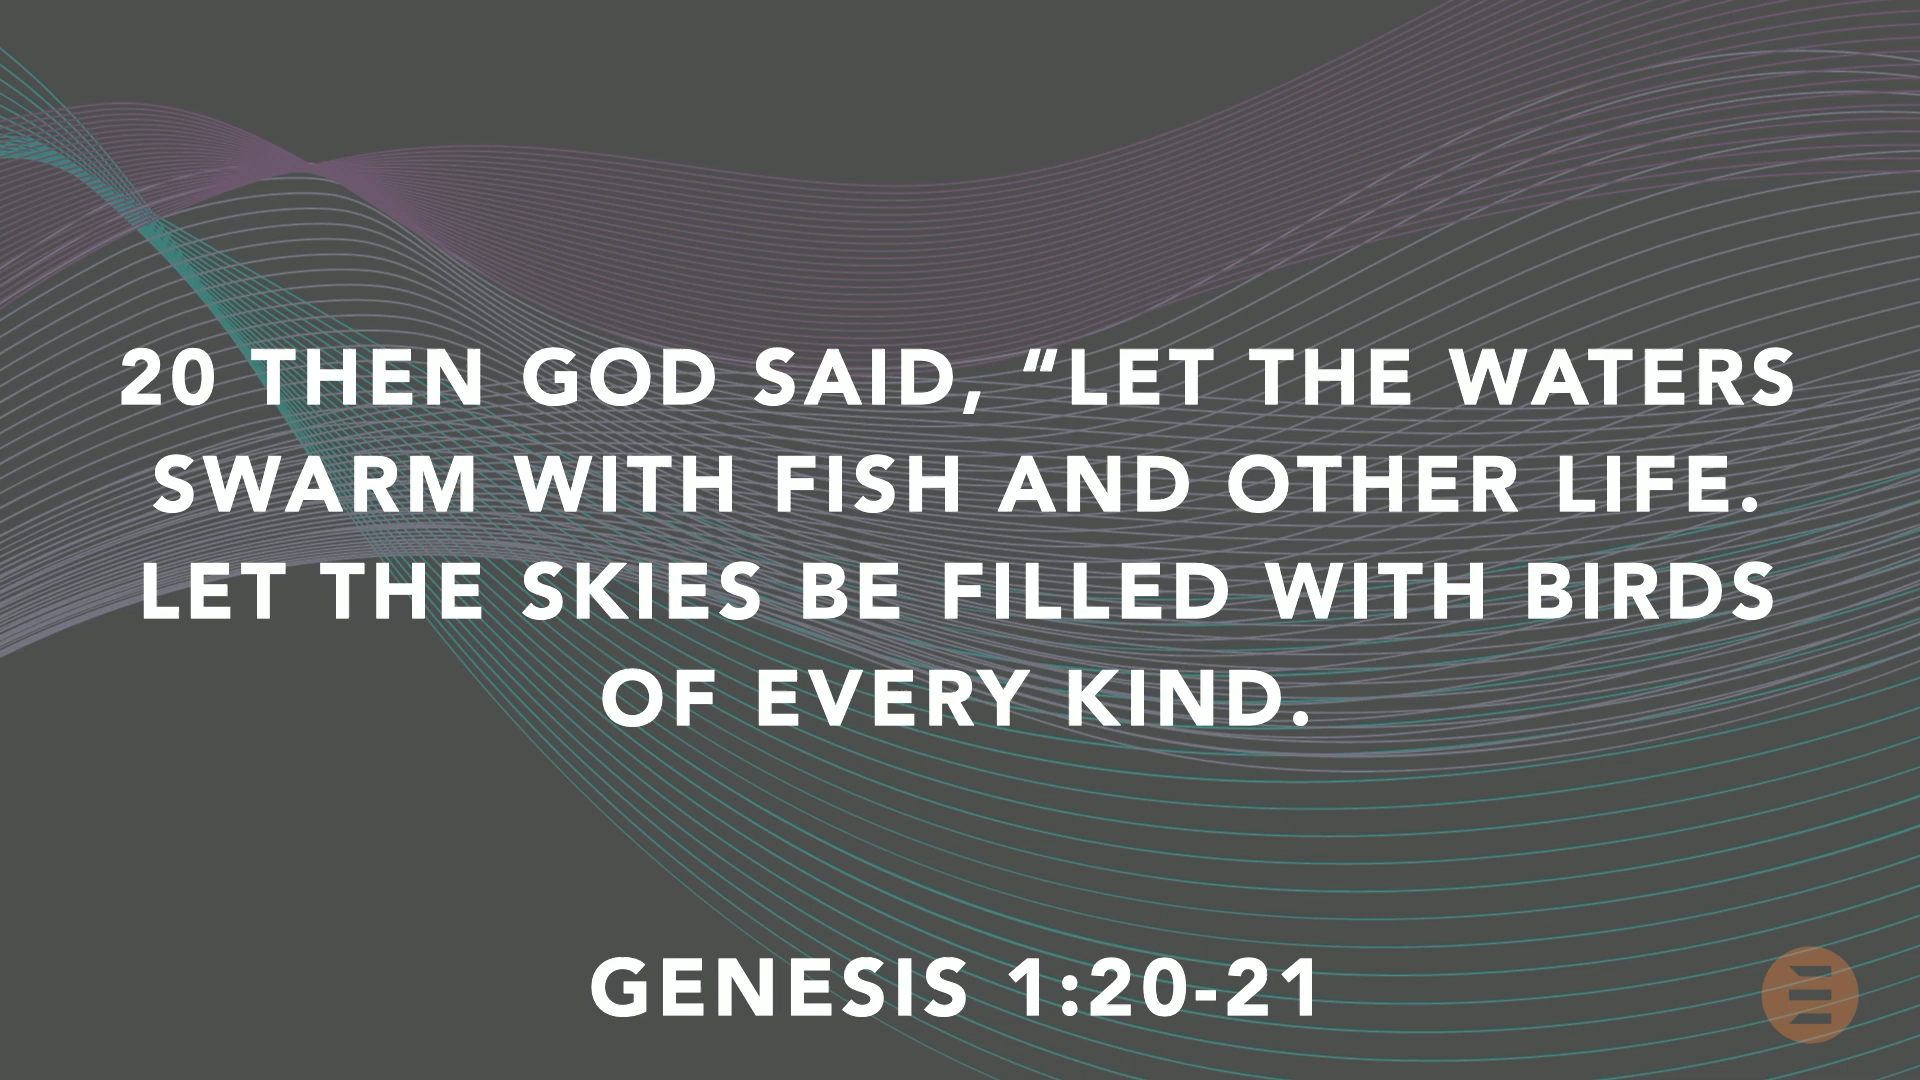 20 THEN GOD SAID, “LET THE WATERS
SWARM WITH FISH AND OTHER LIFE.
LET THE SKIES BE FILLED WITH BIRDS
OF EVERY KIND.
GENESIS 1:20-21